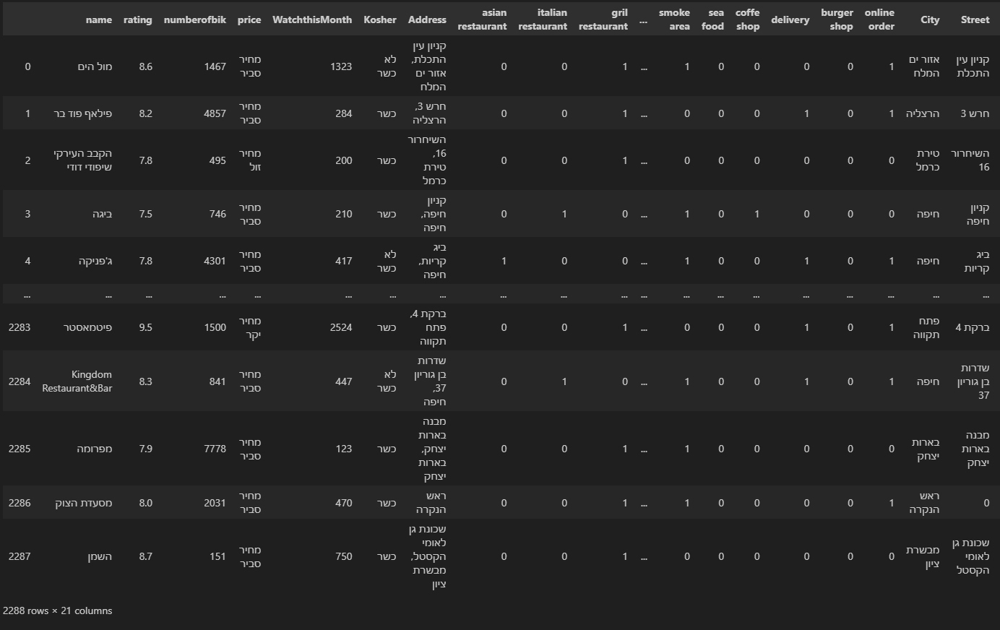 name rating numberofbik price WatchthisMonth Kosher Address asian restaurant italian restaurant gril restaurant ... smoke area sea food coffe shop delivery burger shop online order City Street
0 מול הים 8.6 1467 מחיר סביר 1323 לא כשר קניון עין התכלת, אזור ים המלח 0 0 1 ... 1 0 0 0 0 1 אזור ים המלח קניון עין התכלת
1 פילאף פוד בר 8.2 4857 מחיר סביר 284 כשר חרש 3, הרצליה 0 0 1 ... 0 0 0 1 0 1 הרצליה חרש 3
2 הקבב העירקי שיפודי דודי 7.8 495 מחיר זול 200 כשר השיחרור 16, טירת כרמל 0 0 1 ... 0 0 0 0 0 0 טירת כרמל השיחרור 16
3 ביגה 7.5 746 מחיר סביר 210 כשר קניון חיפה, חיפה 0 1 0 ... 1 0 1 0 0 0 חיפה קניון חיפה
4 ג'פניקה 7.8 4301 מחיר סביר 417 לא כשר ביג קריות, חיפה 1 0 0 ... 1 0 0 1 0 1 חיפה ביג קריות
... ... ... ... ... ... ... ... ... ... ... ... ... ... ... ... ... ... ... ...
2283 פיטמאסטר 9.5 1500 מחיר יקר 2524 כשר ברקת 4, פתח תקווה 0 0 1 ... 0 0 0 1 0 1 פתח תקווה ברקת 4
2284 Kingdom Restaurant&Bar 8.3 841 מחיר סביר 447 לא כשר שדרות בן גוריון 37, חיפה 0 1 0 ... 1 0 0 1 0 1 חיפה שדרות בן גוריון 37
2285 מפרומה 7.9 7778 מחיר סביר 123 כשר מבנה בארות יצחק, בארות יצחק 0 0 1 ... 1 0 0 0 0 0 בארות יצחק מבנה בארות יצחק
2286 מסעדת הצוק 8.0 2031 מחיר סביר 470 כשר ראש הנקרה 0 0 1 ... 1 0 0 0 0 1 ראש הנקרה 0
2287 השמן 8.7 151 מחיר סביר 750 כשר שכונת גן לאומי הקסטל, מבשרת ציון 0 0 1 ... 0 0 0 0 0 0 מבשרת ציון שכונת גן לאומי הקסטל
2288 rows × 21 columns